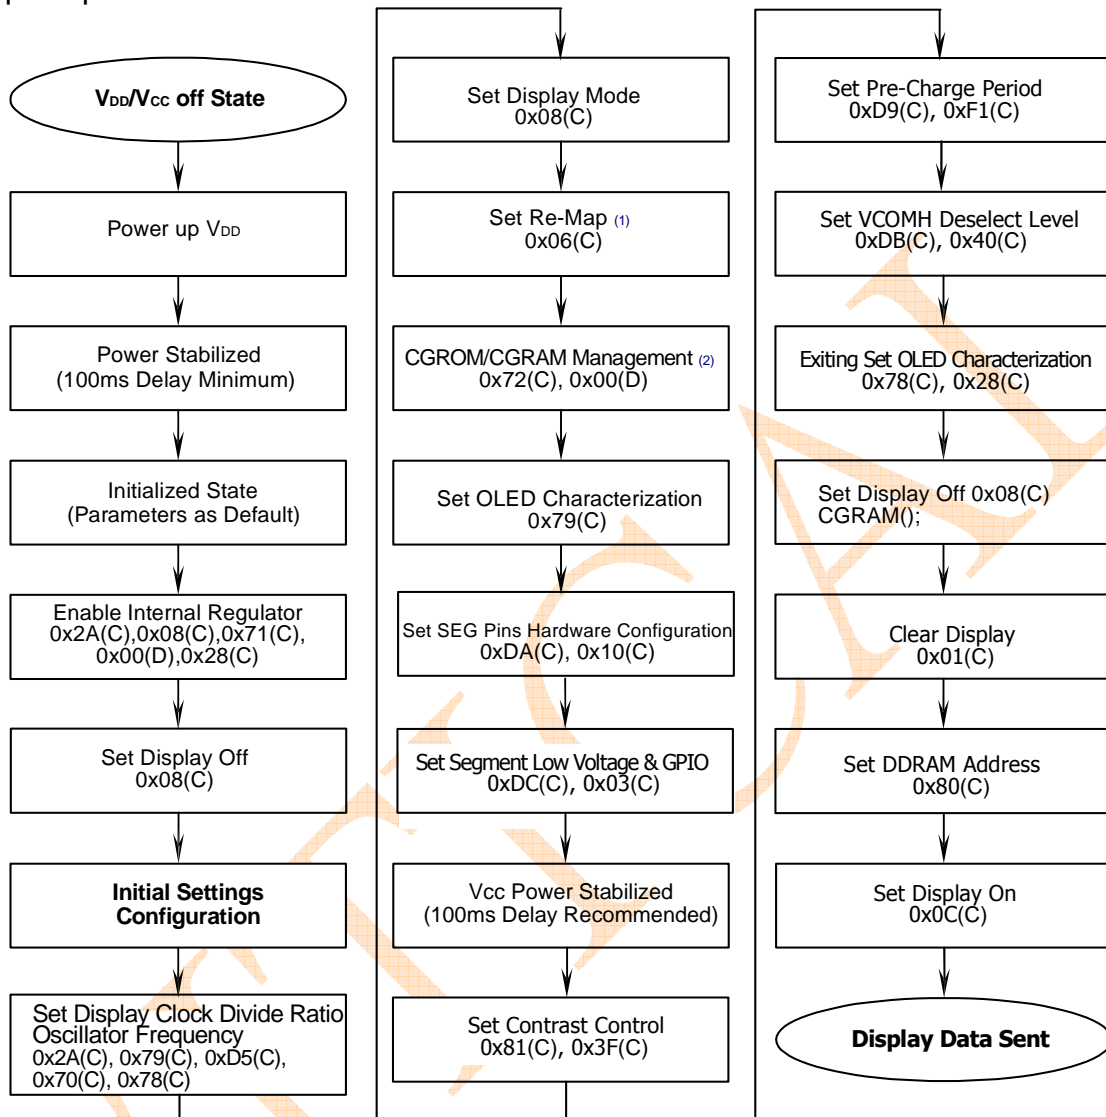 VDD/VCC off State
Power up VDD
Power Stabilized
(100ms Delay Minimum)
Initialized State
(Parameters as Default)
Enable Internal Regulator
0x2A(C),0x08(C),0x71(C),
0x00(D),0x28(C)
Set Display Off
0x08(C)
Initial Settings
Configuration
Set Display Clock Divide Ratio
Oscillator Frequency
0x2A(C), 0x79(C), 0xD5(C),
0x70(C), 0x78(C)
Set Display Mode
0x08(C)
Set Re-Map (1)
0x06(C)
CGROM/CGRAM Management (2)
0x72(C), 0x00(D)
Set OLED Characterization
0x79(C)
Set SEG Pins Hardware Configuration
0xDA(C), 0x10(C)
Set Segment Low Voltage & GPIO
0xDC(C), 0x03(C)
Vcc Power Stabilized
(100ms Delay Recommended)
Set Contrast Control
0x81(C), 0x3F(C)
Set Pre-Charge Period
0xD9(C), 0xF1(C)
Set VCOMH Deselect Level
0xDB(C), 0x40(C)
Exiting Set OLED Characterization
0x78(C), 0x28(C)
Set Display Off 0x08(C)
CGRAM();
Clear Display
0x01(C)
Set DDRAM Address
0x80(C)
Set Display On
0x0C(C)
Display Data Sent